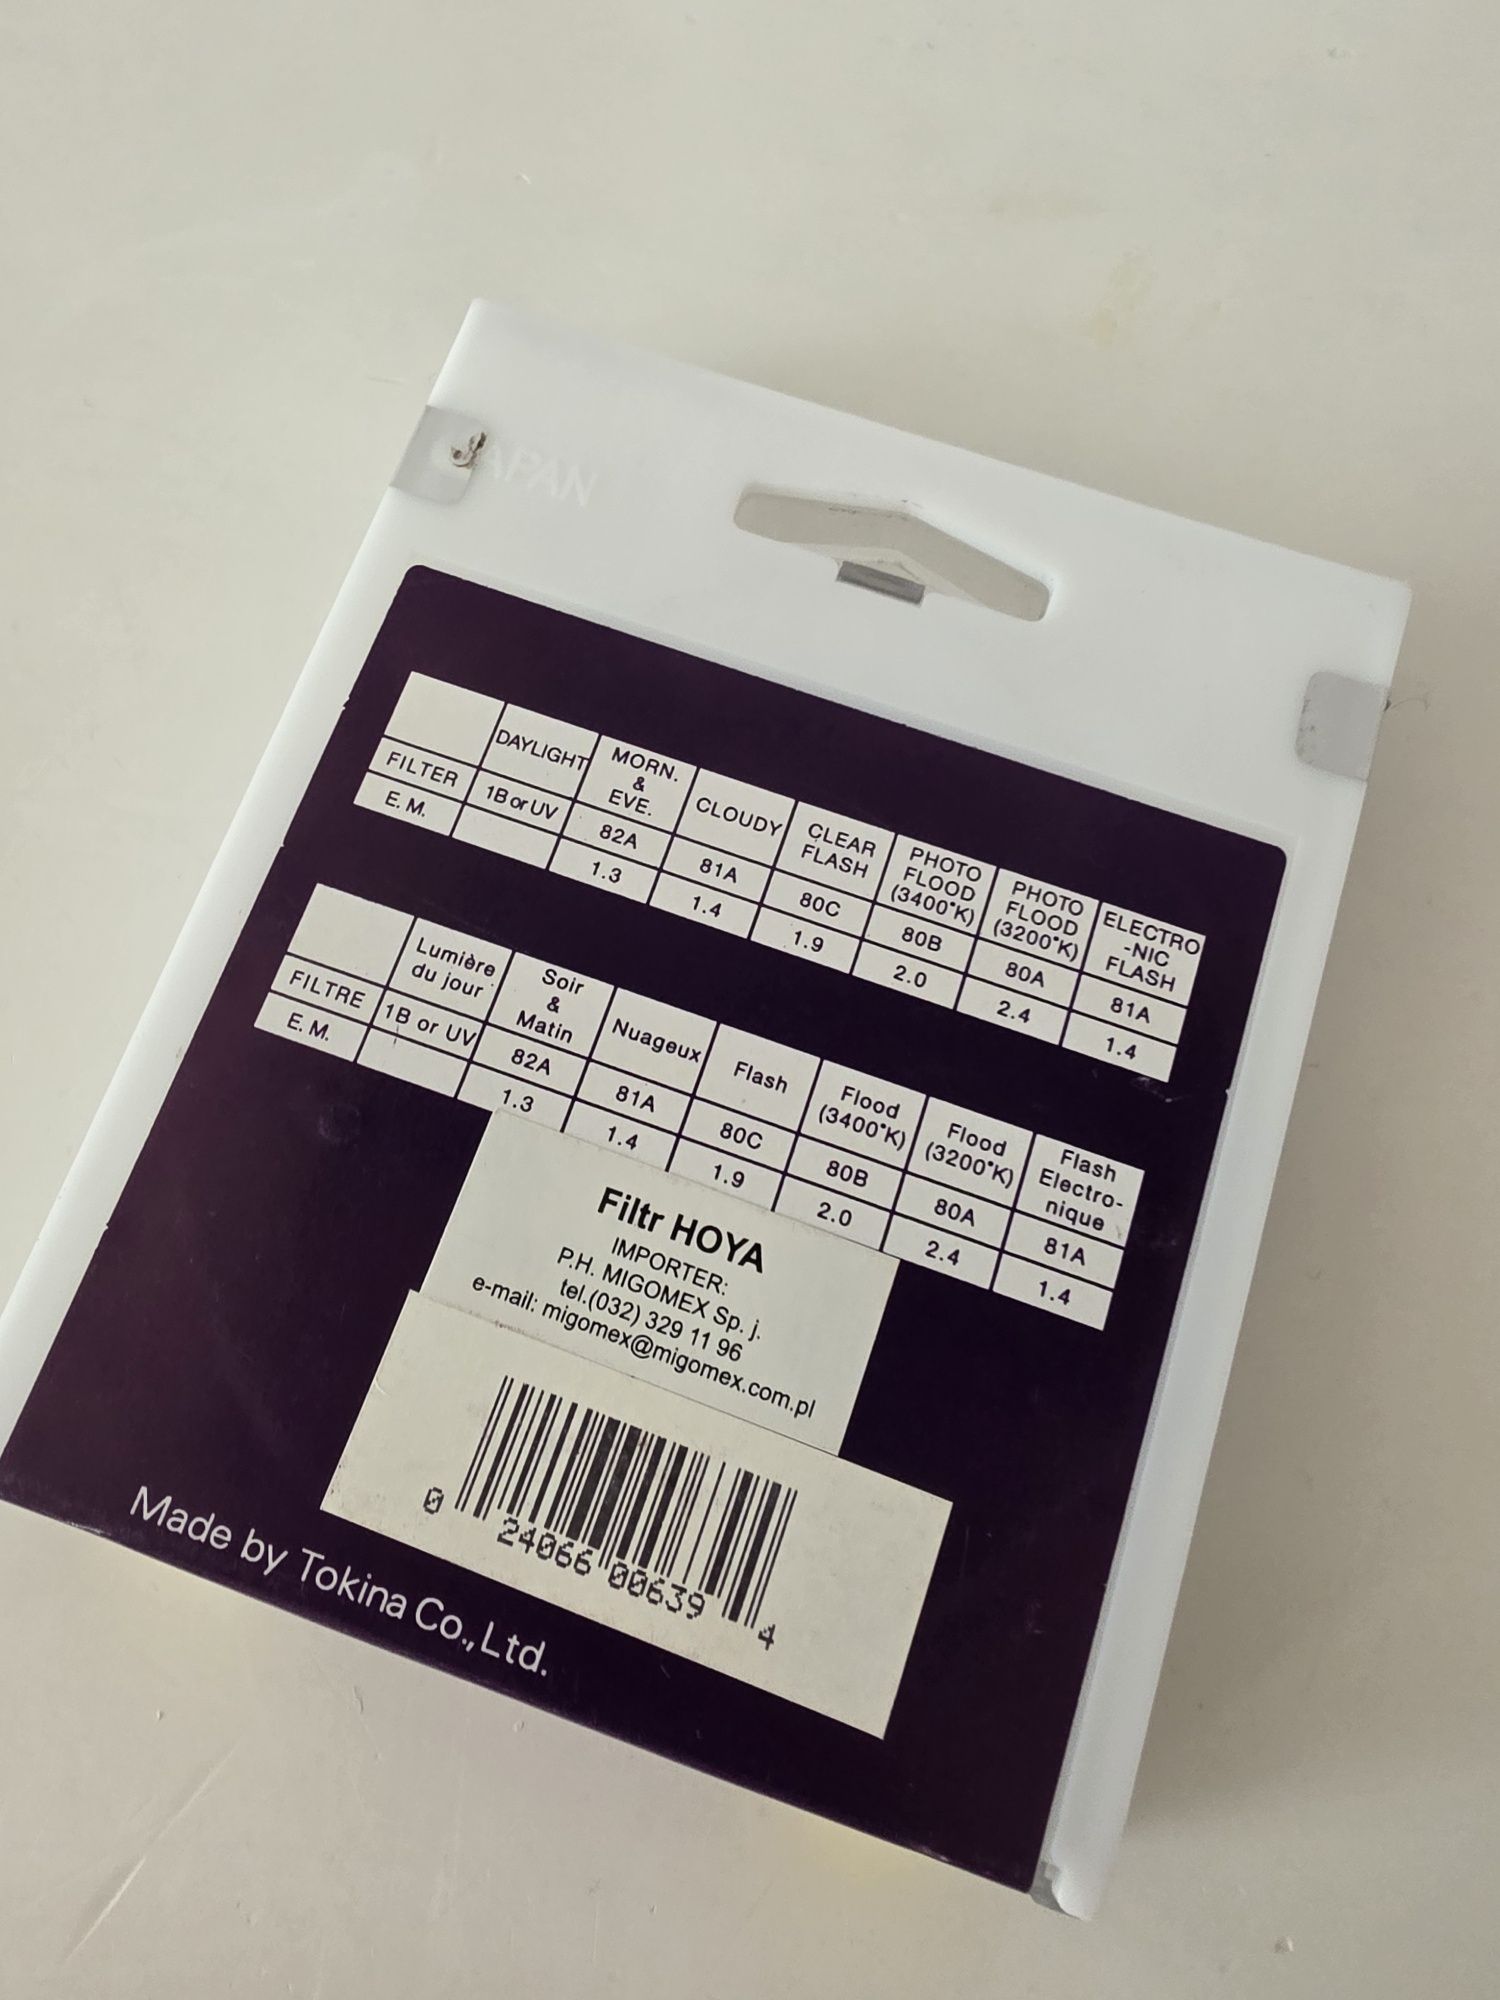 JAPAN
DAYLIGHT MORN. & EVE. CLOUDY CLEAR FLASH PHOTO FLOOD (3400°K) PHOTO FLOOD (3200°K) ELECTRO-NIC FLASH
FILTER 1B or UV 82A 81A 80C 80B 80A 81A
E. M. 1.3 1.4 1.9 2.0 2.4 1.4
Lumière du jour Soir & Matin Nuageux Flash Flood (3400°K) Flood (3200°K) Flash Electro-nique
FILTRE 1B or UV 82A 81A 80C 80B 80A 81A
E. M. 1.3 1.4 1.9 2.0 2.4 1.4
Filtr HOYA
IMPORTER:
P.H. MIGOMEX Sp. j.
tel.(032) 329 11 96
e-mail: migomex@migomex.com.pl
0 24066 00639 4
Made by Tokina Co., Ltd.